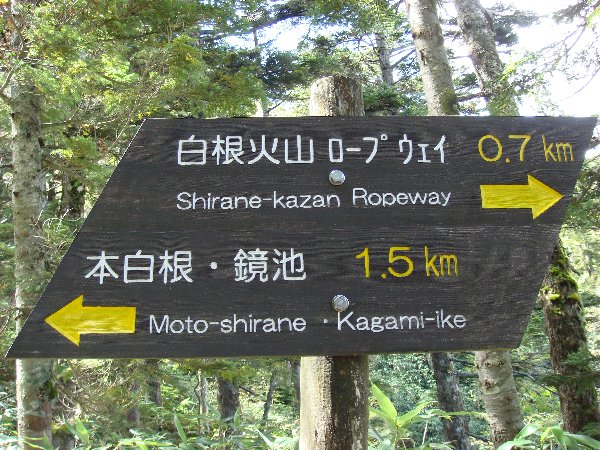 白根火山 ロープウェイ 0.7 km
Shirane-kazan Ropeway
本白根・鏡池 1.5 km
Moto-shirane ・Kagami-ike